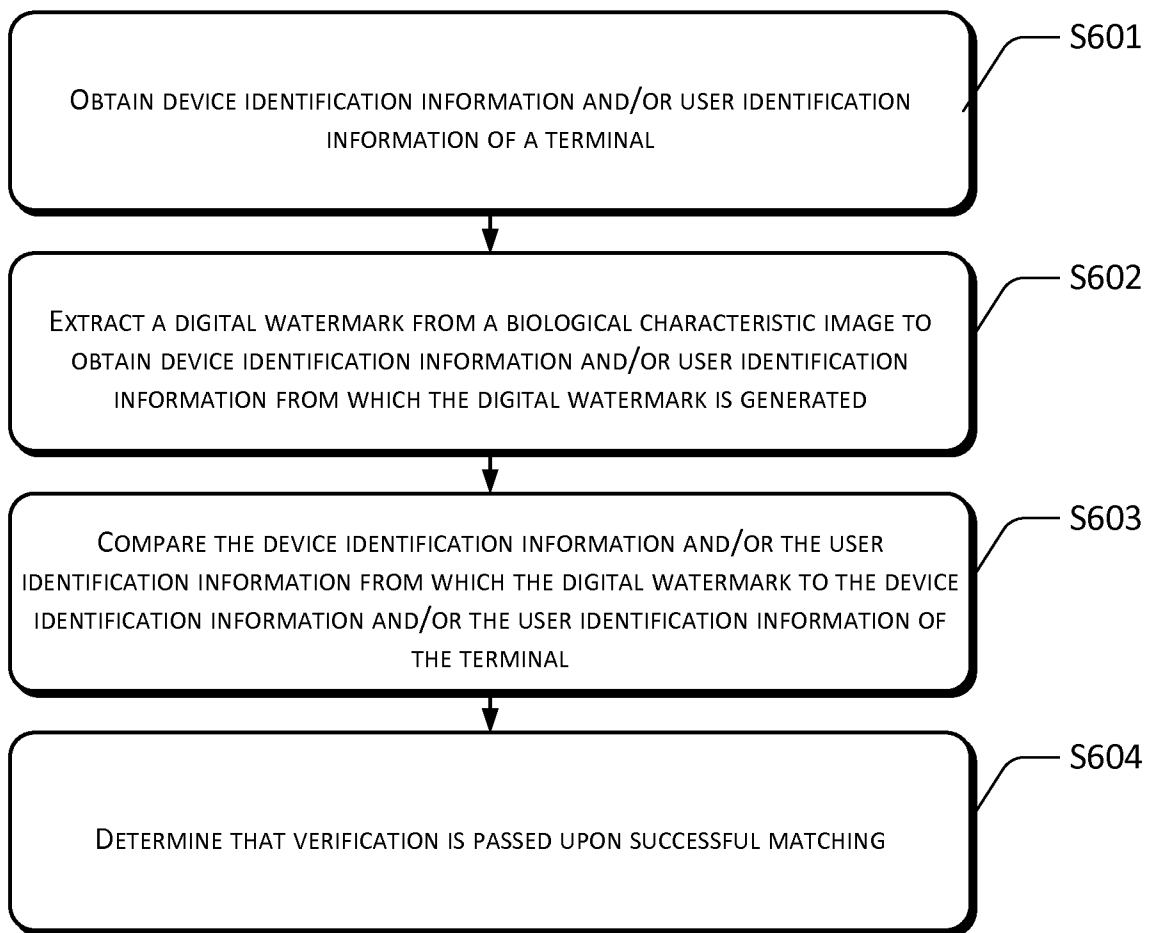 S601
OBTAIN DEVICE IDENTIFICATION INFORMATION AND/OR USER IDENTIFICATION
INFORMATION OF A TERMINAL
S602
EXTRACT A DIGITAL WATERMARK FROM A BIOLOGICAL CHARACTERISTIC IMAGE TO
OBTAIN DEVICE IDENTIFICATION INFORMATION AND/OR USER IDENTIFICATION
INFORMATION FROM WHICH THE DIGITAL WATERMARK IS GENERATED
S603
COMPARE THE DEVICE IDENTIFICATION INFORMATION AND/OR THE USER
IDENTIFICATION INFORMATION FROM WHICH THE DIGITAL WATERMARK TO THE DEVICE
IDENTIFICATION INFORMATION AND/OR THE USER IDENTIFICATION INFORMATION OF
THE TERMINAL
S604
DETERMINE THAT VERIFICATION IS PASSED UPON SUCCESSFUL MATCHING